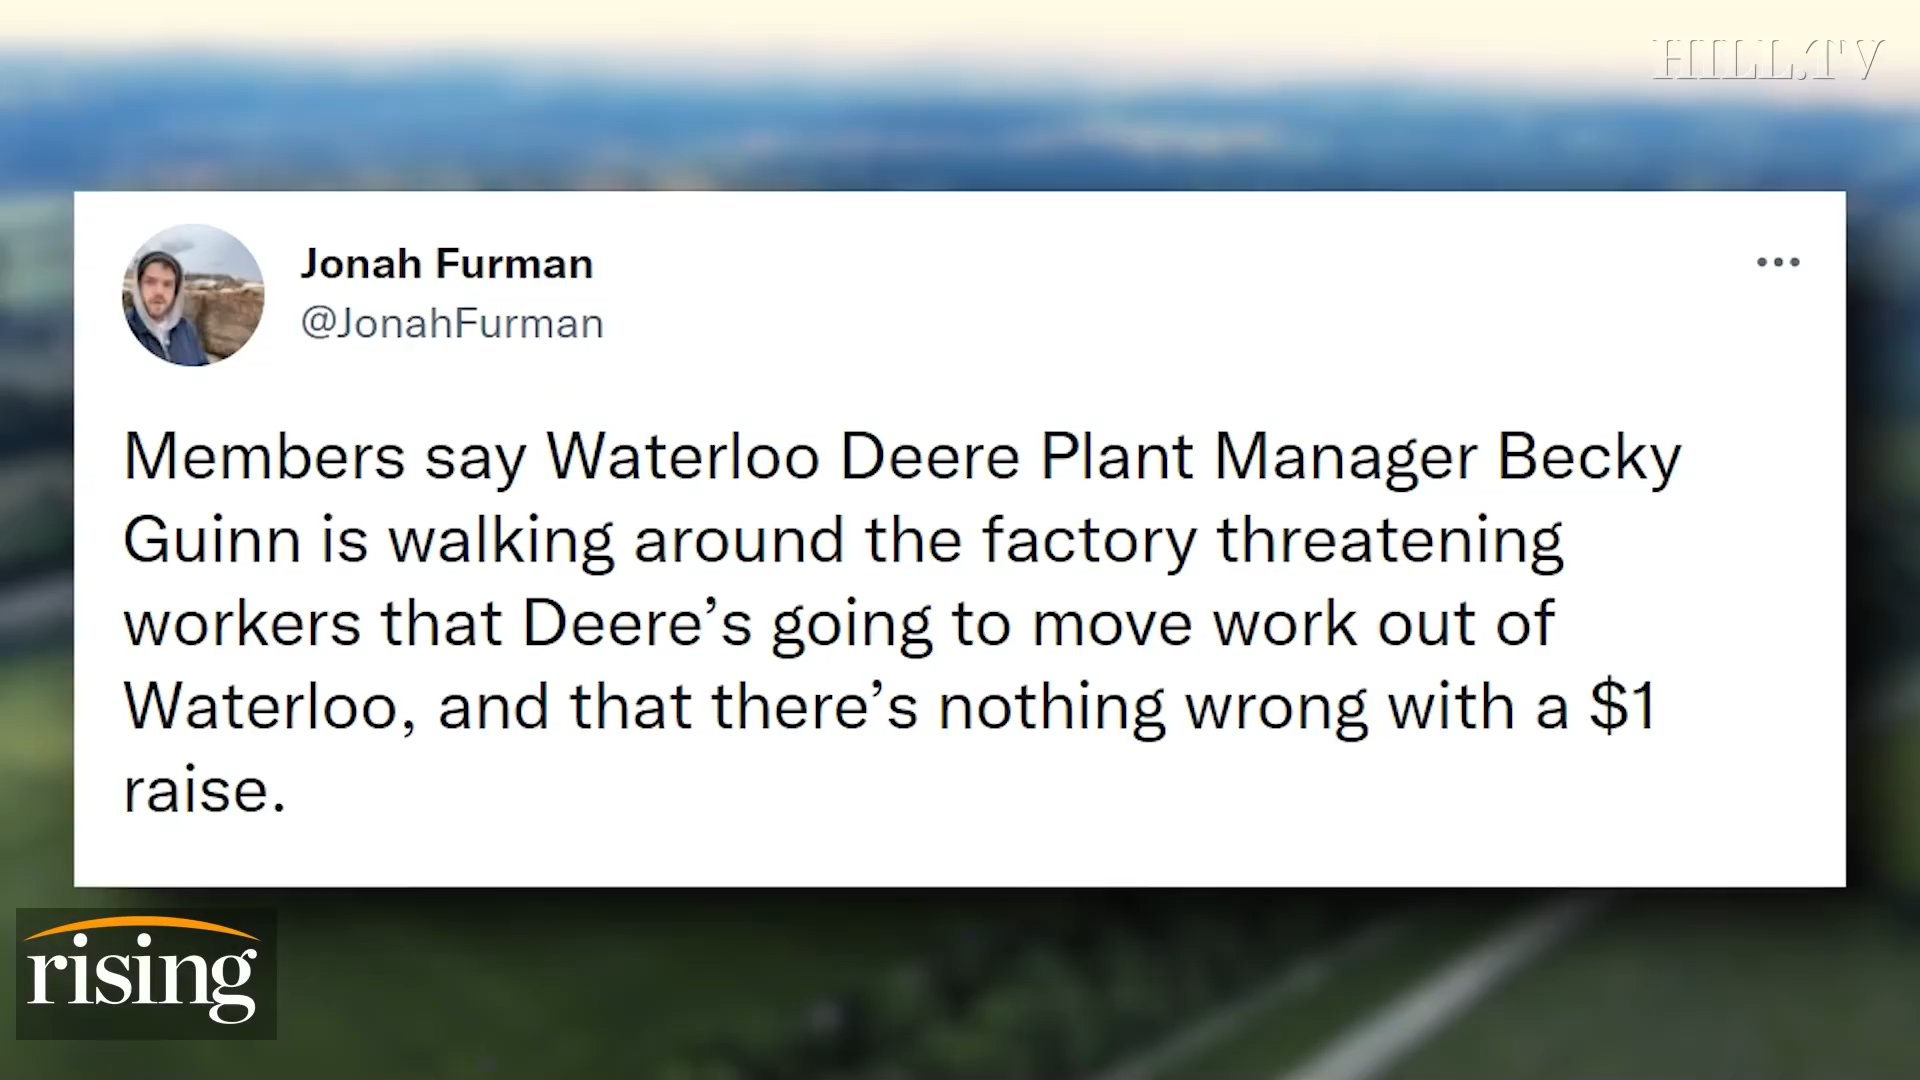 HILL.TV
Jonah Furman
@JonahFurman
Members say Waterloo Deere Plant Manager Becky
Guinn is walking around the factory threatening
workers that Deere’s going to move work out of
Waterloo, and that there’s nothing wrong with a $1
raise.
rising